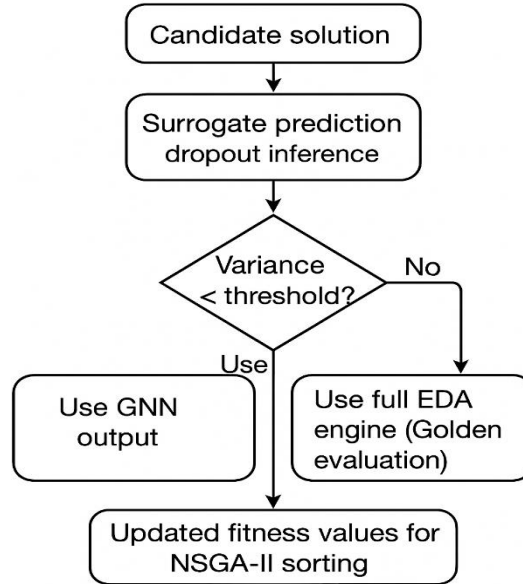 Candidate solution
Surrogate prediction
dropout inference
Variance
< threshold?
No
Use
Use GNN
output
Use full EDA
engine (Golden
evaluation)
Updated fitness values for
NSGA-II sorting